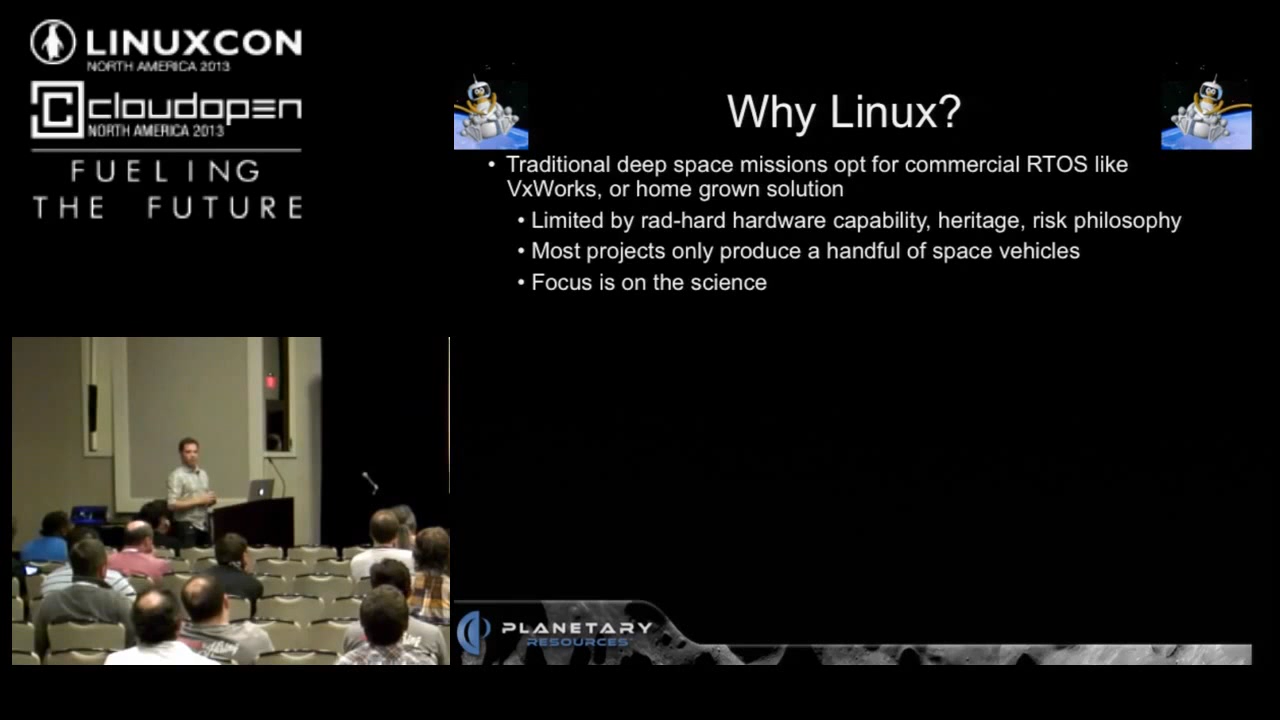 LINUXCON
NORTH AMERICA 2013
cloudopen
NORTH AMERICA 2013
FUELING
THE FUTURE
Why Linux?
• Traditional deep space missions opt for commercial RTOS like
VxWorks, or home grown solution
• Limited by rad-hard hardware capability, heritage, risk philosophy
• Most projects only produce a handful of space vehicles
• Focus is on the science
PLANETARY
RESOURCES